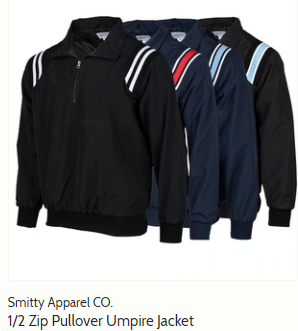 Smitty Apparel CO.
1/2 Zip Pullover Umpire Jacket